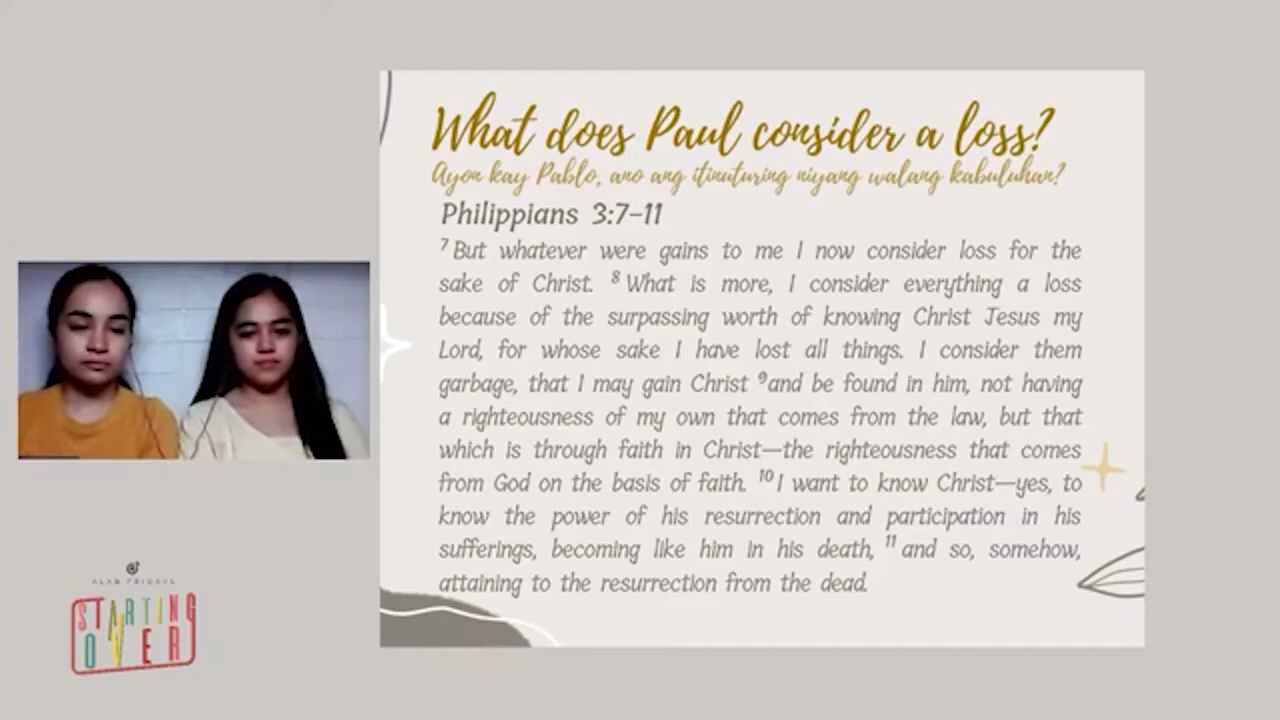 What does Paul consider a loss?
Ayon kay Pablo, ano ang itinuturing niyang walang kabuluhan?
Philippians 3:7-11
7 But whatever were gains to me I now consider loss for the
sake of Christ. 8 What is more, I consider everything a loss
because of the surpassing worth of knowing Christ Jesus my
Lord, for whose sake I have lost all things. I consider them
garbage, that I may gain Christ 9 and be found in him, not having
a righteousness of my own that comes from the law, but that
which is through faith in Christ—the righteousness that comes
from God on the basis of faith. 10 I want to know Christ—yes, to
know the power of his resurrection and participation in his
sufferings, becoming like him in his death, 11 and so, somehow,
attaining to the resurrection from the dead.
ALAB FRIDAYS
STARTING
OVER